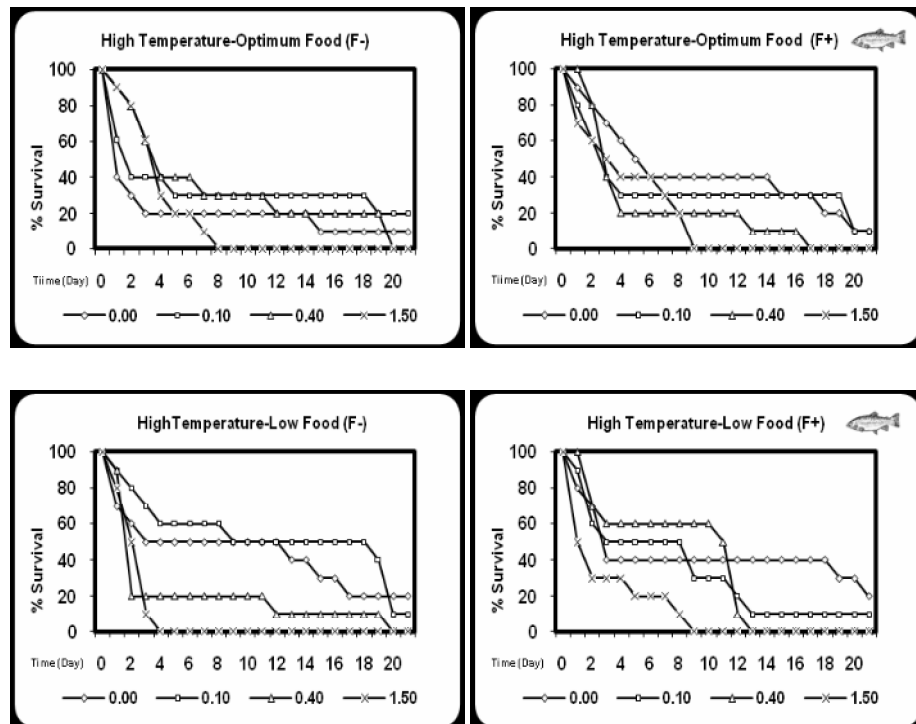 High Temperature-Optimum Food (F-)
100
80
60
40
20
0
% Survival
Tiime(Day) 0 2 4 6 8 10 12 14 16 18 20
0.00 0.10 0.40 1.50
High Temperature-Optimum Food (F+)
100
80
60
40
20
0
% Survival
Time(Day) 0 2 4 6 8 10 12 14 16 18 20
0.00 0.10 0.40 1.50
HighTemperature-Low Food (F-)
100
80
60
40
20
0
% Survival
Time(Day) 0 2 4 6 8 10 12 14 16 18 20
0.00 0.10 0.40 1.50
High Temperature-Low Food (F+)
100
80
60
40
20
0
% Survival
Time(Day) 0 2 4 6 8 10 12 14 16 18 20
0.00 0.10 0.40 1.50